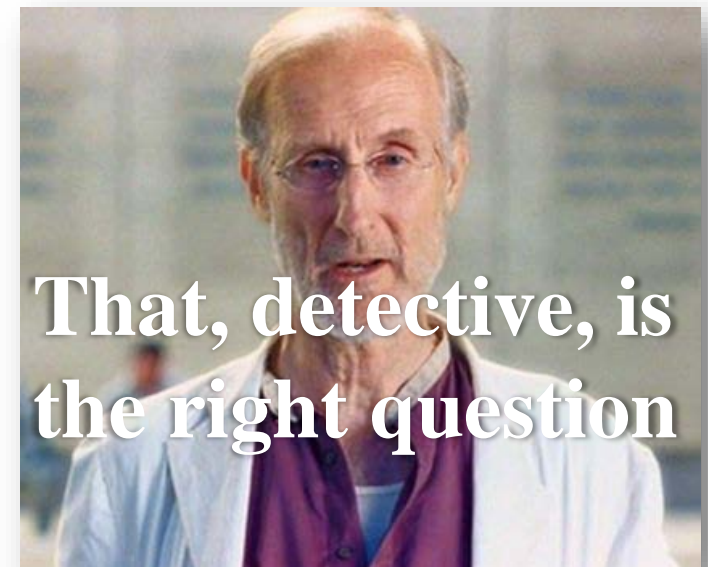 That, detective, is
the right question